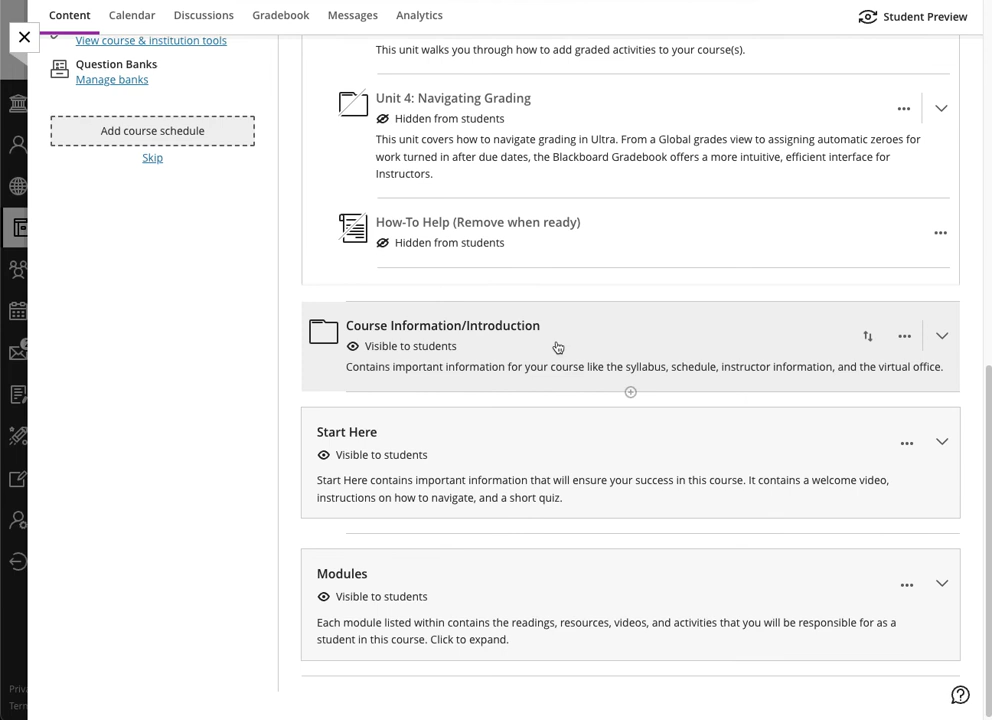 Content
Calendar
Discussions
Gradebook
Messages
Analytics
Student Preview
View course & institution tools
Question Banks
Manage banks
Add course schedule
Skip
This unit walks you through how to add graded activities to your course(s).
Unit 4: Navigating Grading
Hidden from students
This unit covers how to navigate grading in Ultra. From a Global grades view to assigning automatic zeroes for
work turned in after due dates, the Blackboard Gradebook offers a more intuitive, efficient interface for
Instructors.
How-To Help (Remove when ready)
Hidden from students
Course Information/Introduction
Visible to students
Contains important information for your course like the syllabus, schedule, instructor information, and the virtual office.
Start Here
Visible to students
Start Here contains important information that will ensure your success in this course. It contains a welcome video,
instructions on how to navigate, and a short quiz.
Modules
Visible to students
Each module listed within contains the readings, resources, videos, and activities that you will be responsible for as a
student in this course. Click to expand.
Priva
Term